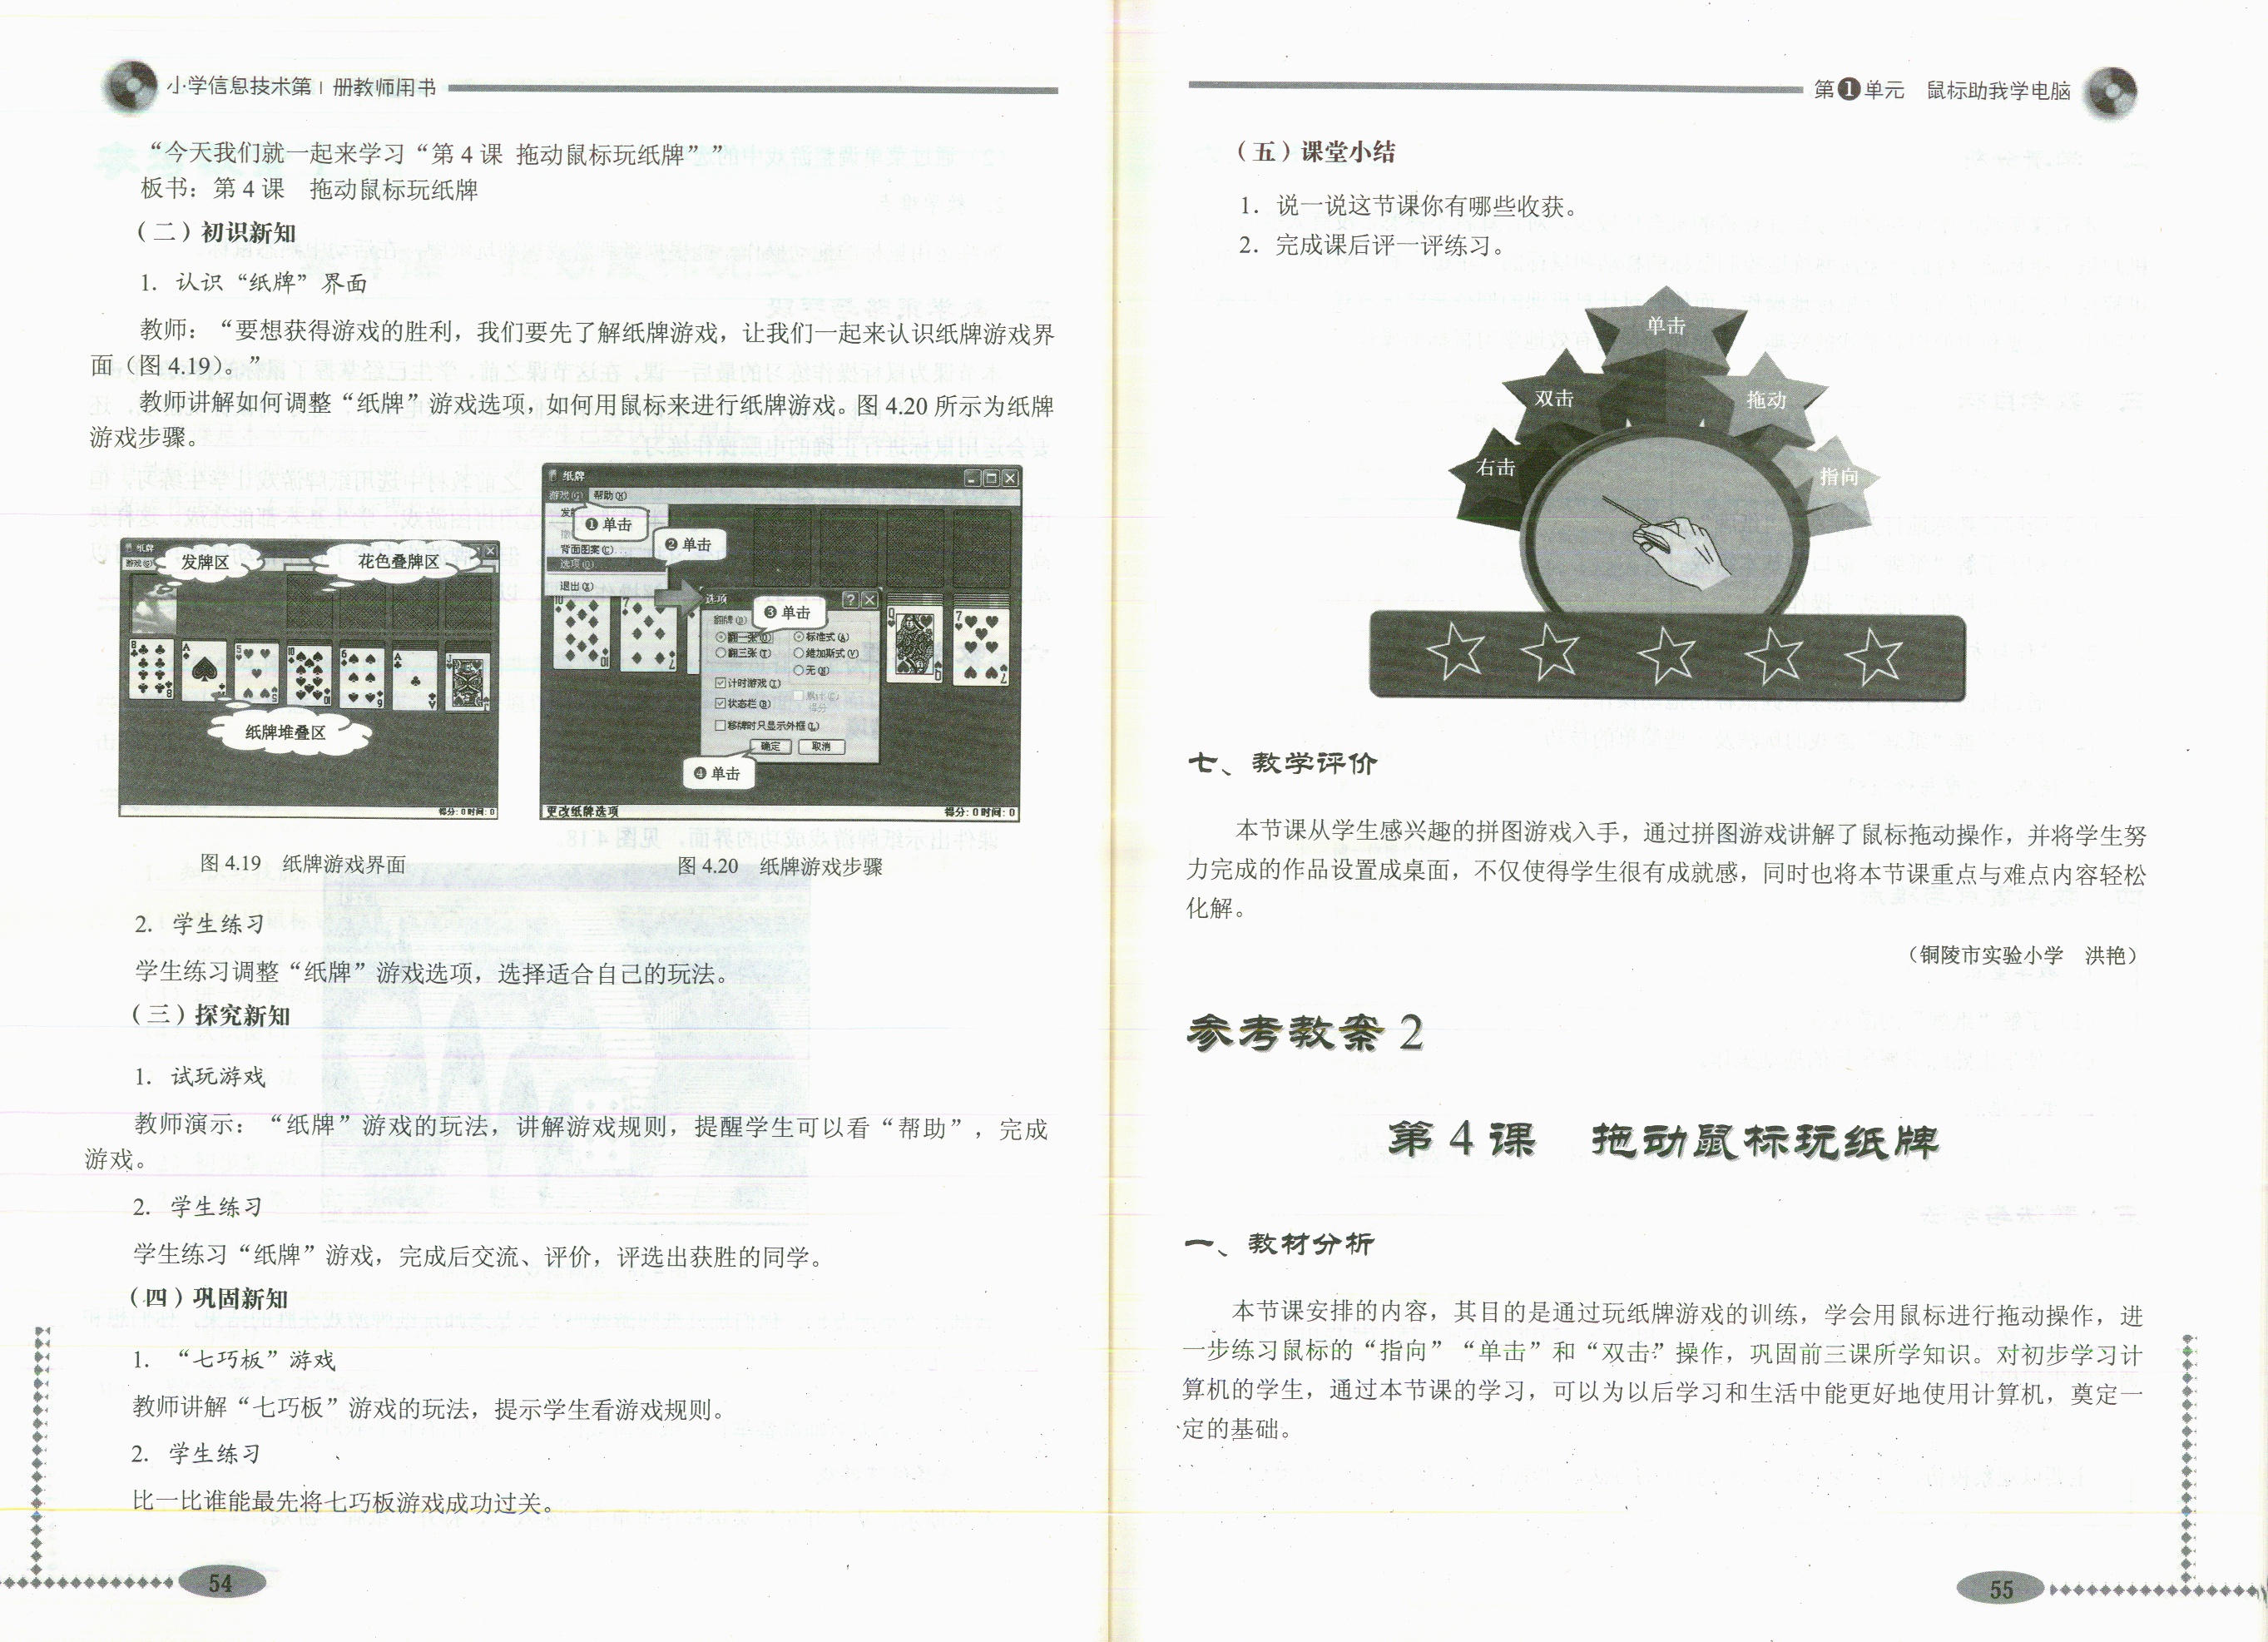 小学信息技术第1册教师用书
“今天我们就一起来学习“第 4 课 拖动鼠标玩纸牌””
板书：第 4 课　拖动鼠标玩纸牌
（二）初识新知
1. 认识“纸牌”界面
教师：“要想获得游戏的胜利，我们要先了解纸牌游戏，让我们一起来认识纸牌游戏界
面（图 4.19）。”
教师讲解如何调整“纸牌”游戏选项，如何用鼠标来进行纸牌游戏。图 4.20 所示为纸牌
游戏步骤。
纸牌
游戏(G)
发牌区
花色叠牌区
纸牌堆叠区
得分: 0 时间: 0
纸牌
游戏(G) 帮助(H)
❶ 单击
❷ 单击
背面图案(C)
选项(O)
退出(X)
选项
❸ 单击
翻牌(D)
翻一张(O)
标准式(A)
翻三张(T)
维加斯式(V)
无(N)
计时游戏(I)
累计(C)
得分
状态栏(B)
移牌时只显示外框(L)
确定
取消
❹ 单击
更改纸牌选项
得分: 0 时间: 0
图 4.19　纸牌游戏界面
图 4.20　纸牌游戏步骤
2. 学生练习
学生练习调整“纸牌”游戏选项，选择适合自己的玩法。
（三）探究新知
1. 试玩游戏
教师演示：“纸牌”游戏的玩法，讲解游戏规则，提醒学生可以看“帮助”，完成
游戏。
2. 学生练习
学生练习“纸牌”游戏，完成后交流、评价，评选出获胜的同学。
（四）巩固新知
1. “七巧板”游戏
教师讲解“七巧板”游戏的玩法，提示学生看游戏规则。
2. 学生练习
比一比谁能最先将七巧板游戏成功过关。
54
第❶单元　鼠标助我学电脑
（五）课堂小结
1. 说一说这节课你有哪些收获。
2. 完成课后评一评练习。
单击
双击
拖动
右击
指向
七、教学评价
本节课从学生感兴趣的拼图游戏入手，通过拼图游戏讲解了鼠标拖动操作，并将学生努
力完成的作品设置成桌面，不仅使得学生很有成就感，同时也将本节课重点与难点内容轻松
化解。
（铜陵市实验小学　洪艳）
参考教案 2
第 4 课　拖动鼠标玩纸牌
一、教材分析
本节课安排的内容，其目的是通过玩纸牌游戏的训练，学会用鼠标进行拖动操作，进
一步练习鼠标的“指向”“单击”和“双击”操作，巩固前三课所学知识。对初步学习计
算机的学生，通过本节课的学习，可以为以后学习和生活中能更好地使用计算机，奠定一
定的基础。
55